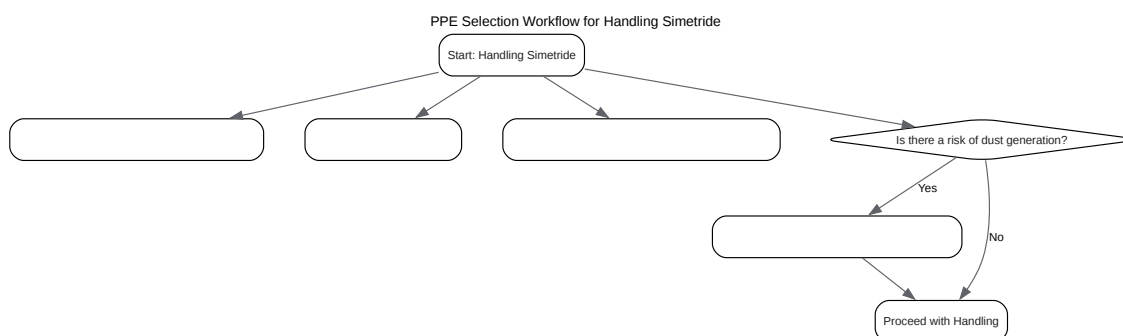 PPE Selection Workflow for Handling Simetride
Start: Handling Simetride
Is there a risk of dust generation?
Yes
No
Proceed with Handling